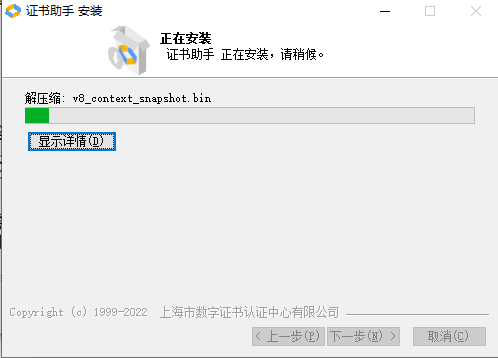 证书助手 安装
正在安装
证书助手 正在安装，请稍候。
解压缩: v8_context_snapshot.bin
显示详情(D)
Copyright (c) 1999-2022 上海市数字证书认证中心有限公司
< 上一步(P) 下一步(N) > 取消(C)